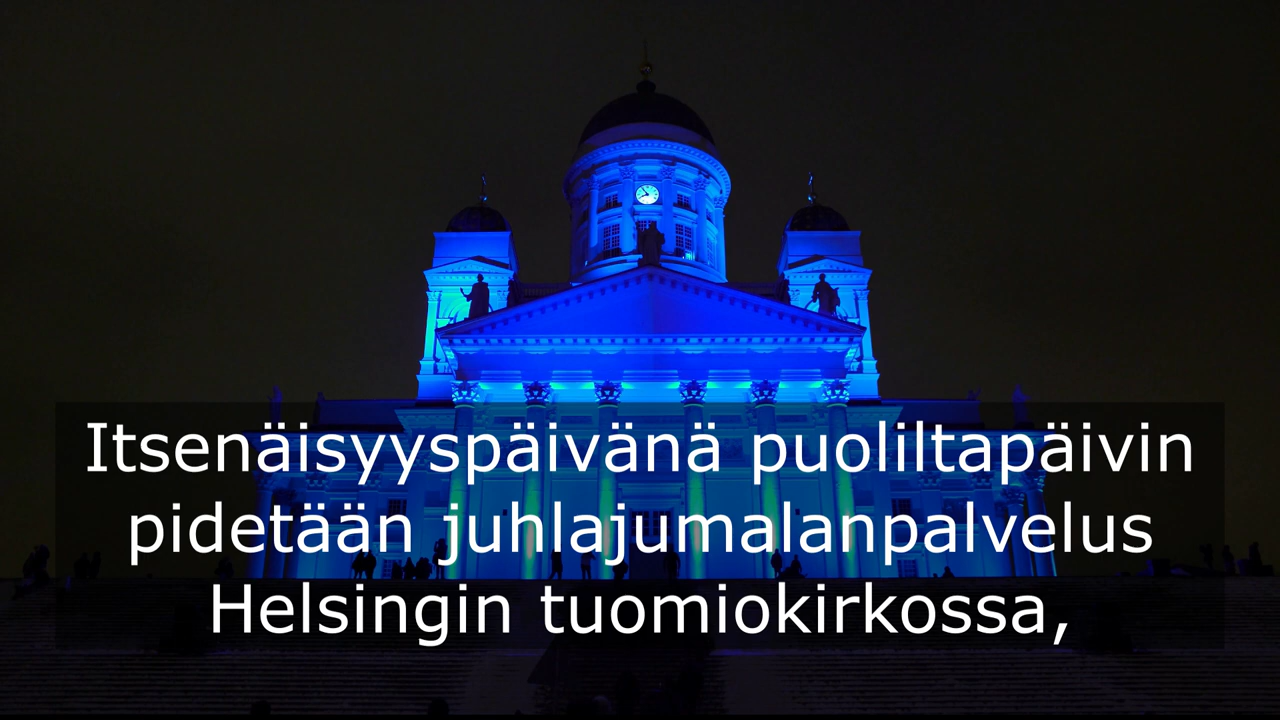 Itsenäisyyspäivänä puoliltapäivin
pidetään juhlajumalanpalvelus
Helsingin tuomiokirkossa,